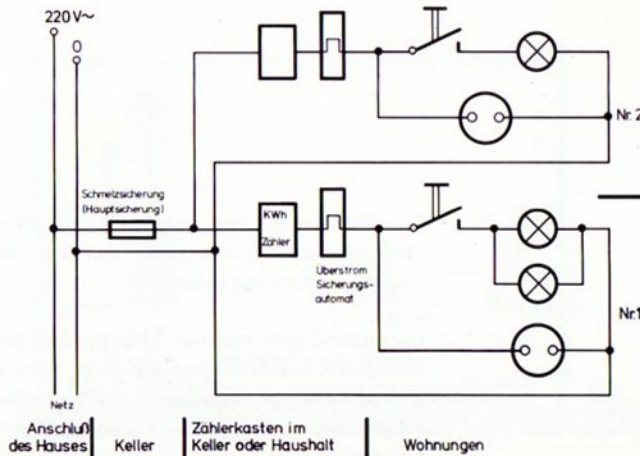 220 V~
0
Nr. 2
Schmelzsicherung
(Hauptsicherung)
KWh
Zähler
Überstrom
Sicherungs-
automat
Nr. 1
Netz
Anschluß
des Hauses
Keller
Zählerkasten im
Keller oder Haushalt
Wohnungen